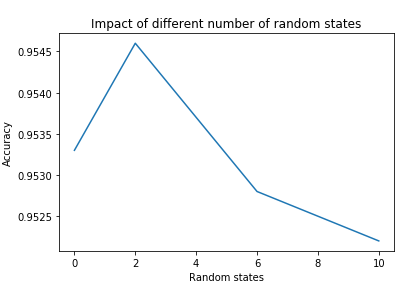 Impact of different number of random states
0.9545
0.9540
0.9535
0.9530
0.9525
Accuracy
0 2 4 6 8 10
Random states